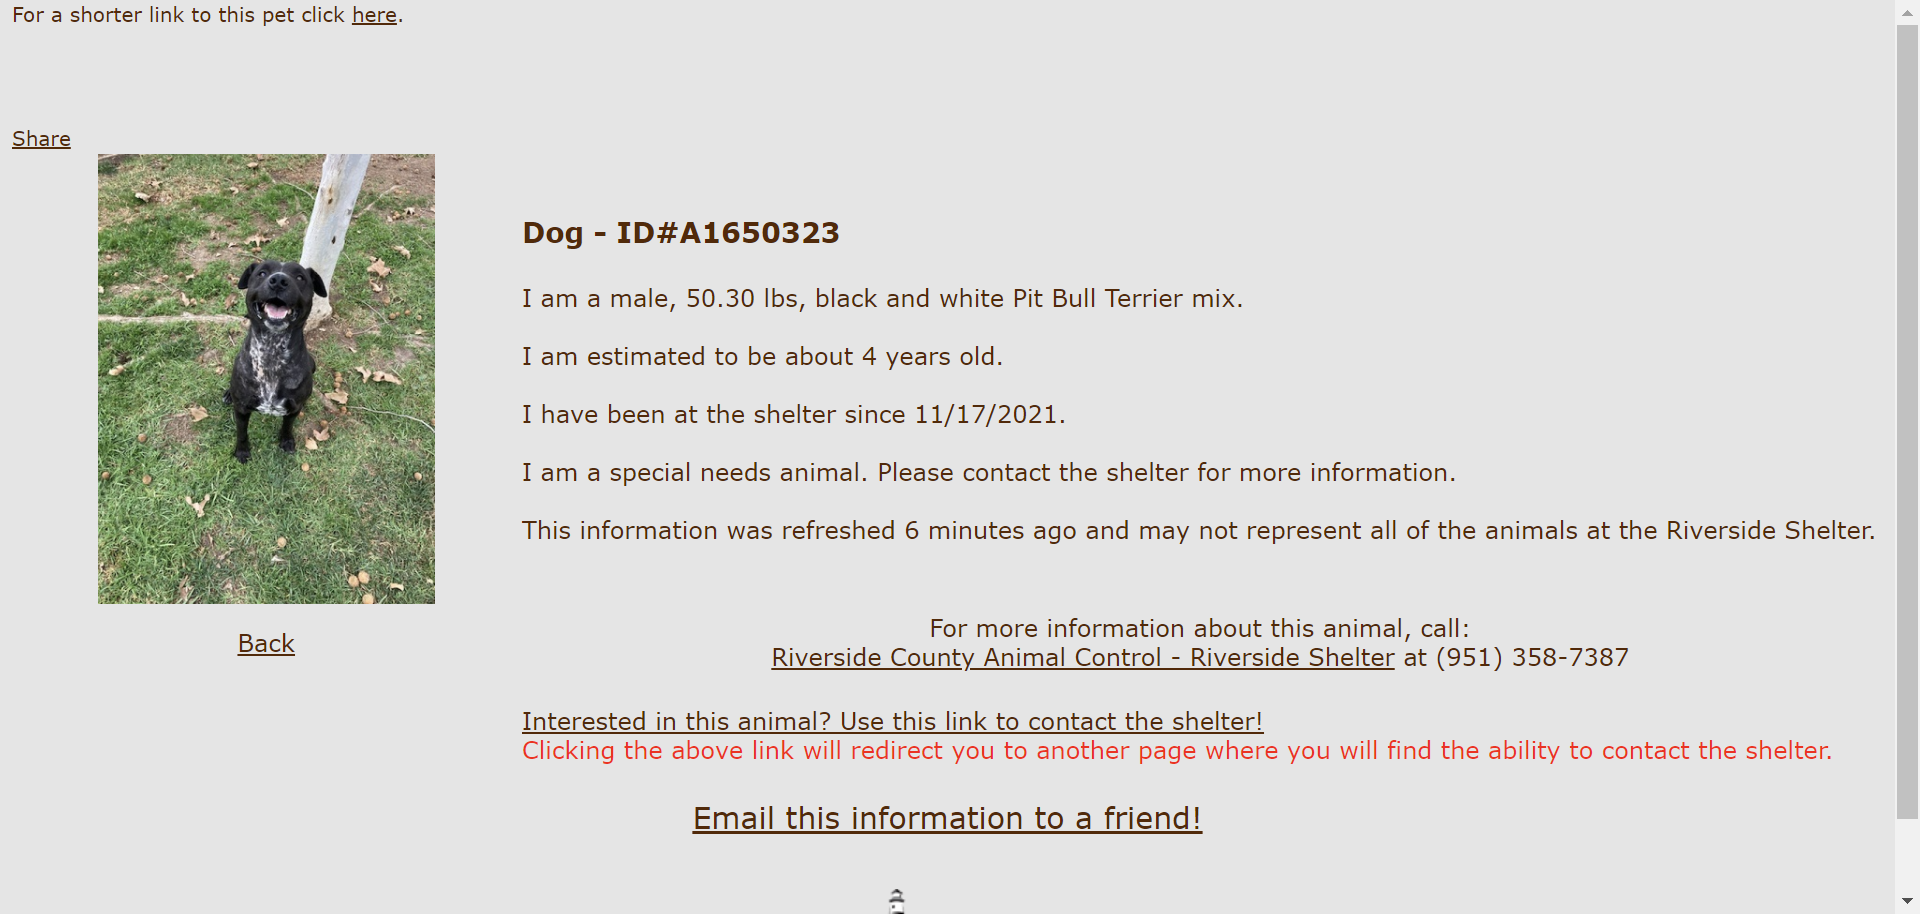 For a shorter link to this pet click here.
Share
Dog - ID#A1650323
I am a male, 50.30 lbs, black and white Pit Bull Terrier mix.
I am estimated to be about 4 years old.
I have been at the shelter since 11/17/2021.
I am a special needs animal. Please contact the shelter for more information.
This information was refreshed 6 minutes ago and may not represent all of the animals at the Riverside Shelter.
Back
For more information about this animal, call:
Riverside County Animal Control - Riverside Shelter at (951) 358-7387
Interested in this animal? Use this link to contact the shelter!
Clicking the above link will redirect you to another page where you will find the ability to contact the shelter.
Email this information to a friend!